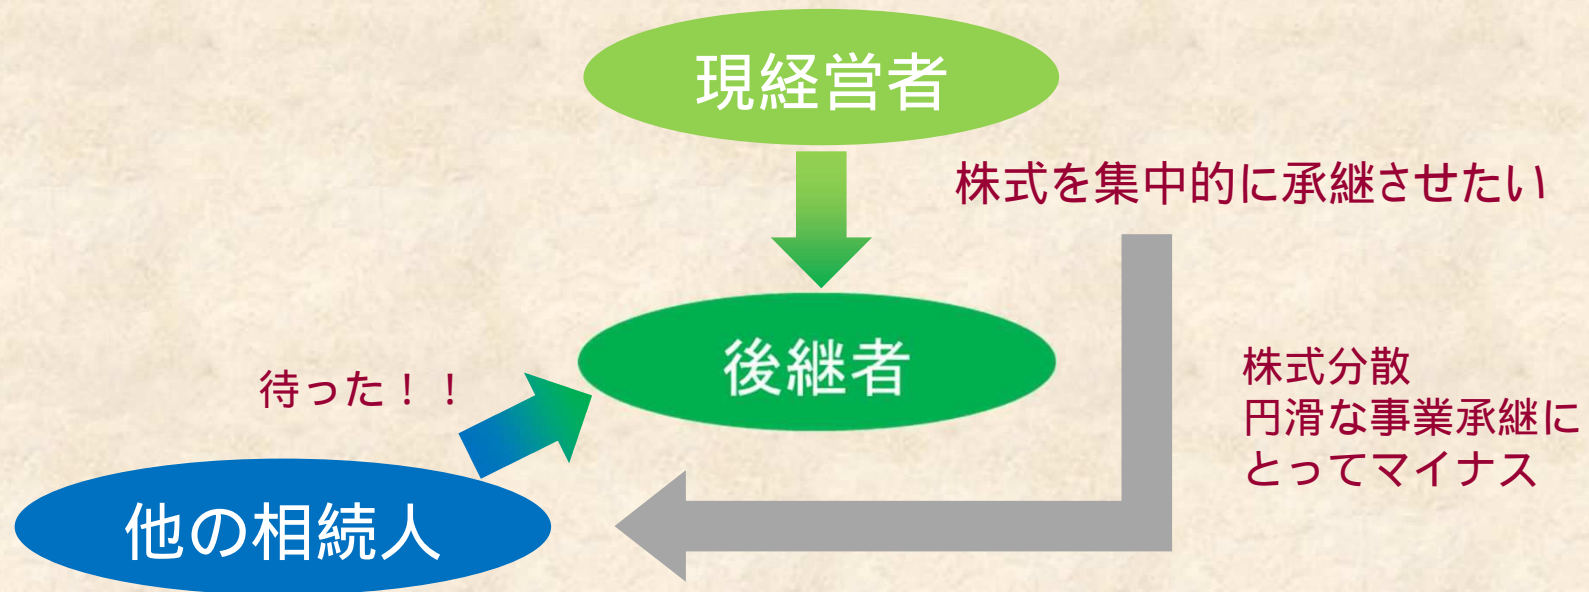 現経営者
株式を集中的に承継させたい
後継者
待った！！
株式分散
円滑な事業承継に
とってマイナス
他の相続人